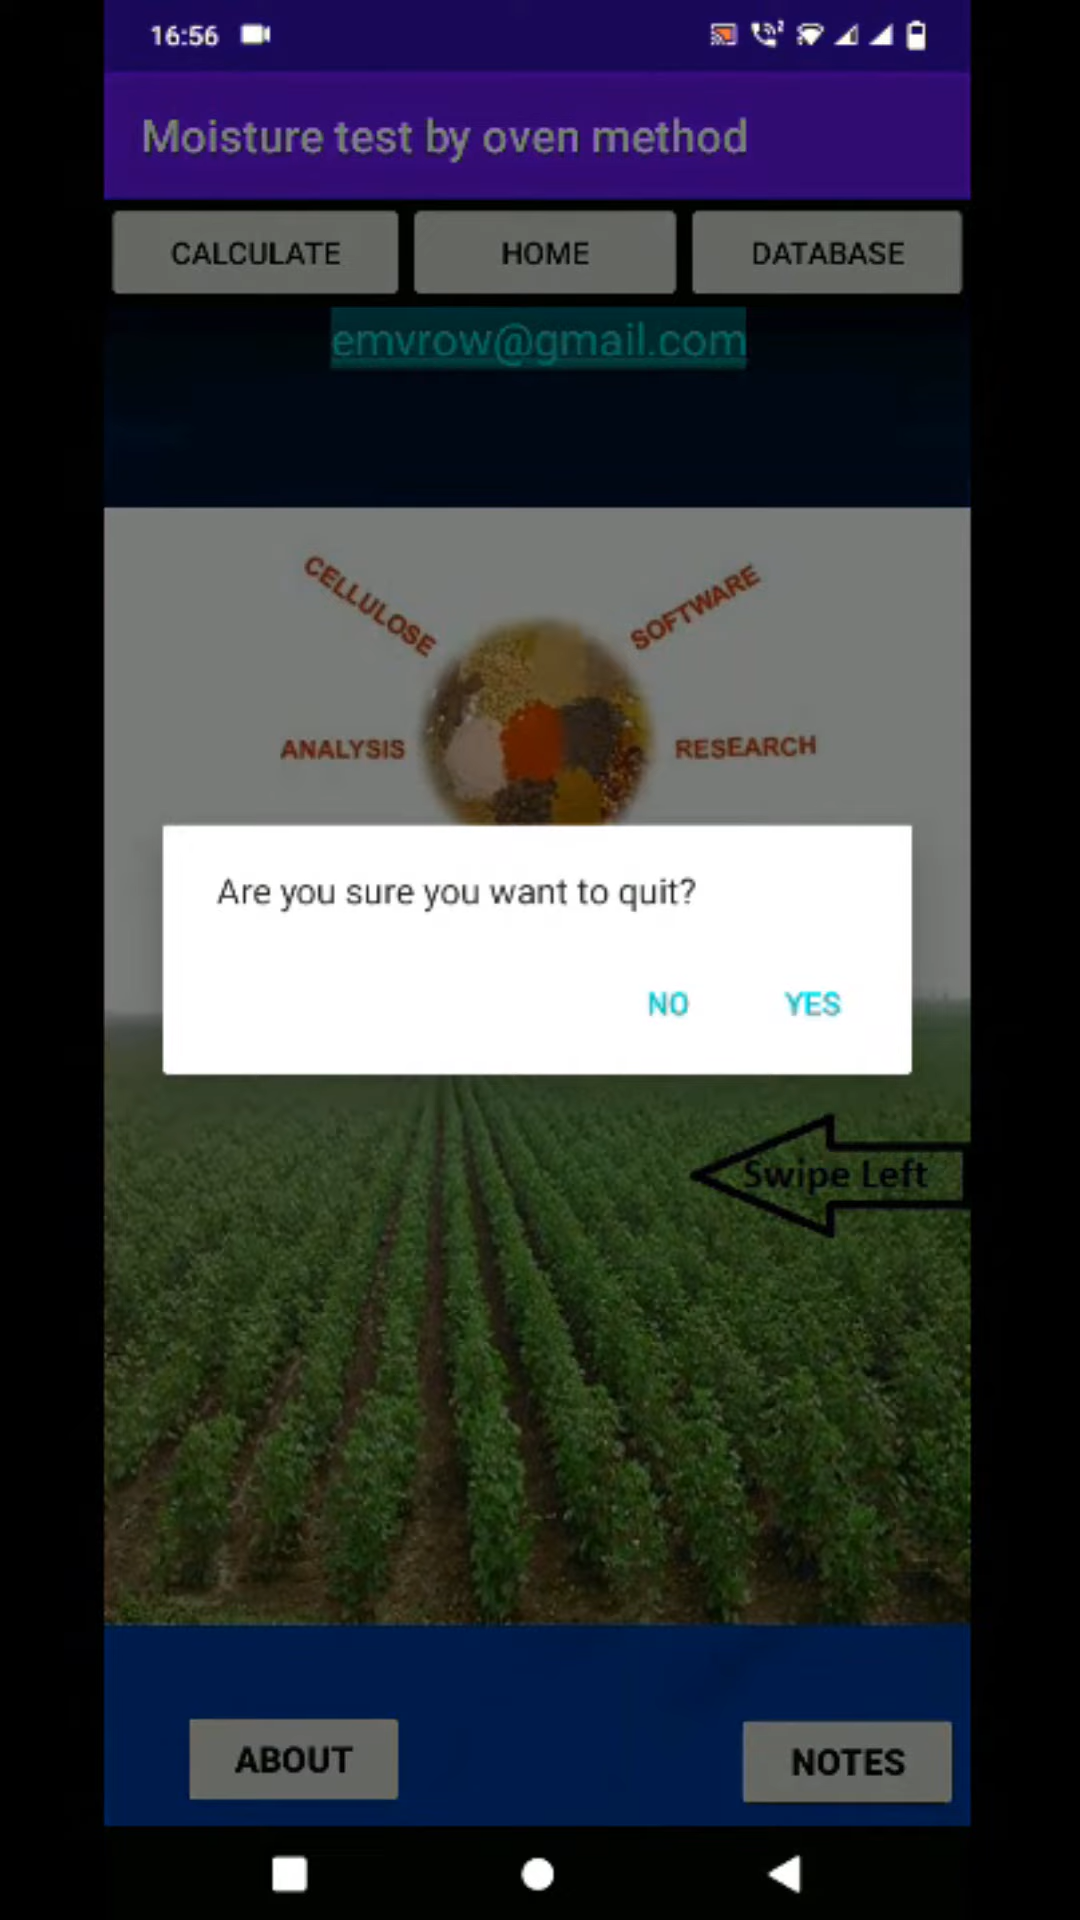 16:56
Moisture test by oven method
CALCULATE HOME DATABASE
emvrow@gmail.com
CELLULOSE SOFTWARE
ANALYSIS RESEARCH
Are you sure you want to quit?
NO YES
Swipe Left
ABOUT NOTES